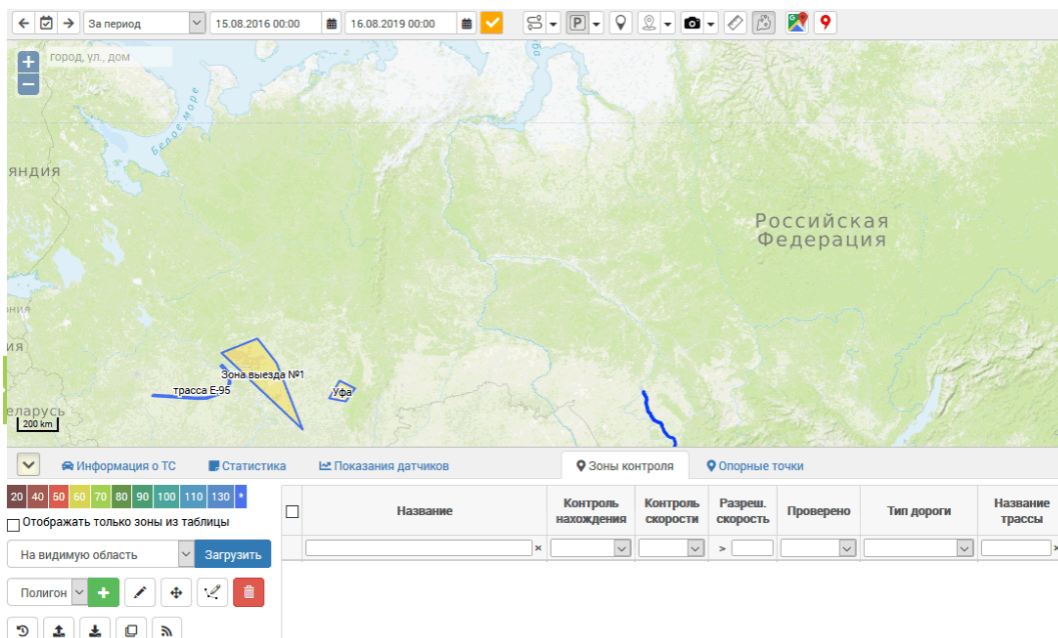 За период
15.08.2016 00:00
16.08.2019 00:00
P
город, ул., дом
Белое море
яндия
Российская
Федерация
ия
Зона выезда №1
трасса Е-95
Уфа
еларусь
200 km
Информация о ТС
Статистика
Показания датчиков
Зоны контроля
Опорные точки
20 40 50 60 70 80 90 100 110 130 *
Отображать только зоны из таблицы
На видимую область
Загрузить
Полигон
Название
Контроль
нахождения
Контроль
скорости
Разреш.
скорость
Проверено
Тип дороги
Название
трассы
>